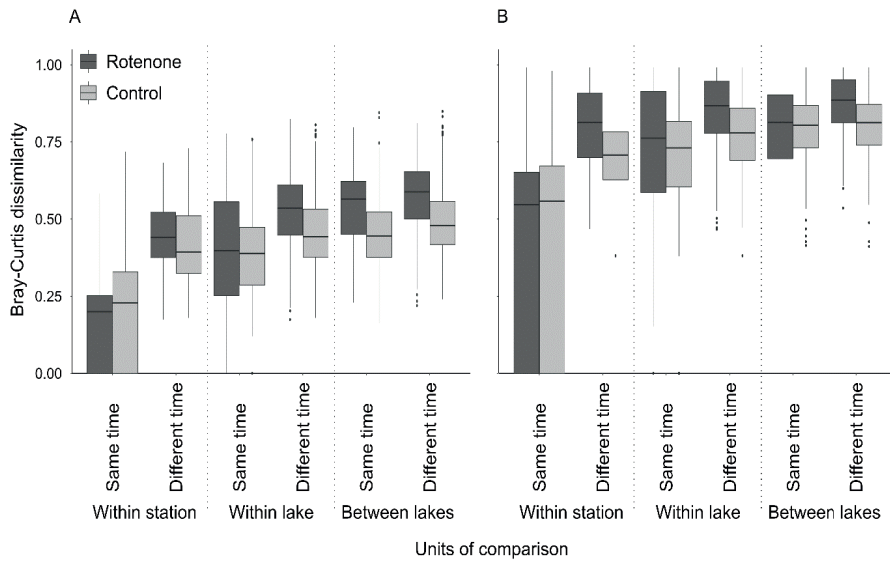 A
B
Rotenone
Control
Bray-Curtis dissimilarity
1.00
0.75
0.50
0.25
0.00
Same time
Different time
Same time
Different time
Same time
Different time
Within station
Within lake
Between lakes
Same time
Different time
Same time
Different time
Same time
Different time
Within station
Within lake
Between lakes
Units of comparison